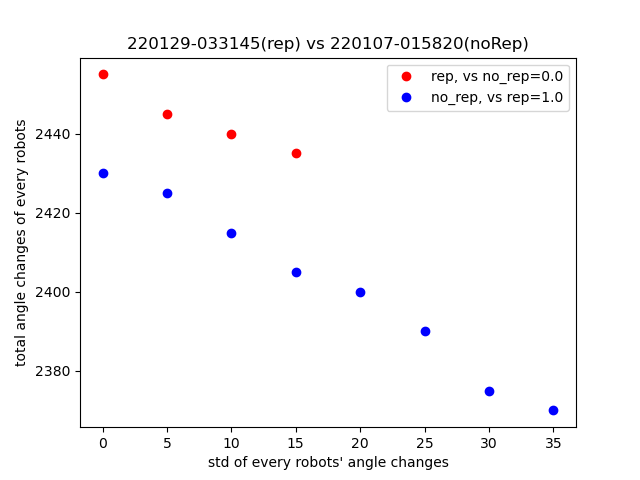 220129-033145(rep) vs 220107-015820(noRep)
rep, vs no_rep=0.0
no_rep, vs rep=1.0
total angle changes of every robots
2440
2420
2400
2380
0 5 10 15 20 25 30 35
std of every robots' angle changes